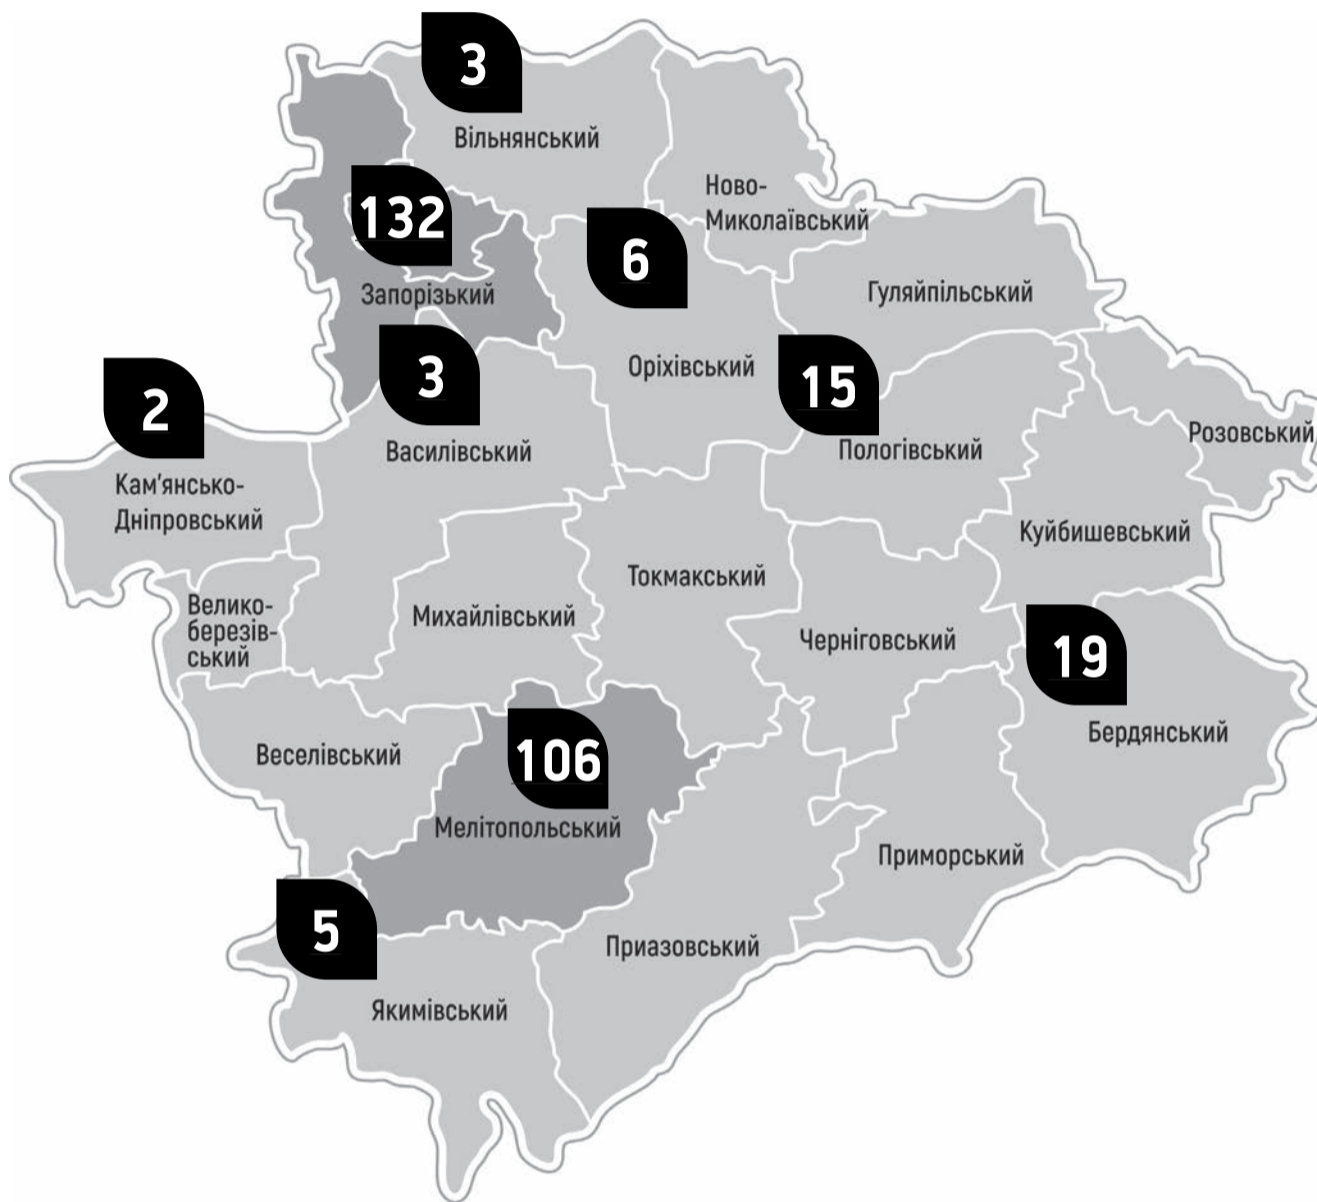 3
Вільнянський
132
Ново-
Миколаївський
6
Запорізький
Гуляйпільський
3
Оріхівський
15
2
Василівський
Пологівський
Розовський
Кам'янсько-
Дніпровський
Куйбишевський
Токмакський
Велико-
березів-
ський
Михайлівський
Черніговський
19
Бердянський
Веселівський
106
Мелітопольський
Приморський
5
Приазовський
Якимівський